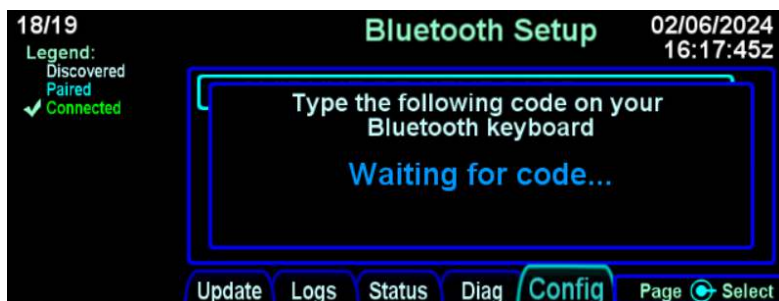 18/19
Bluetooth Setup
02/06/2024
16:17:45z
Legend:
Discovered
Paired
Connected
Type the following code on your
Bluetooth keyboard
Waiting for code...
Update Logs Status Diag Config Page Select